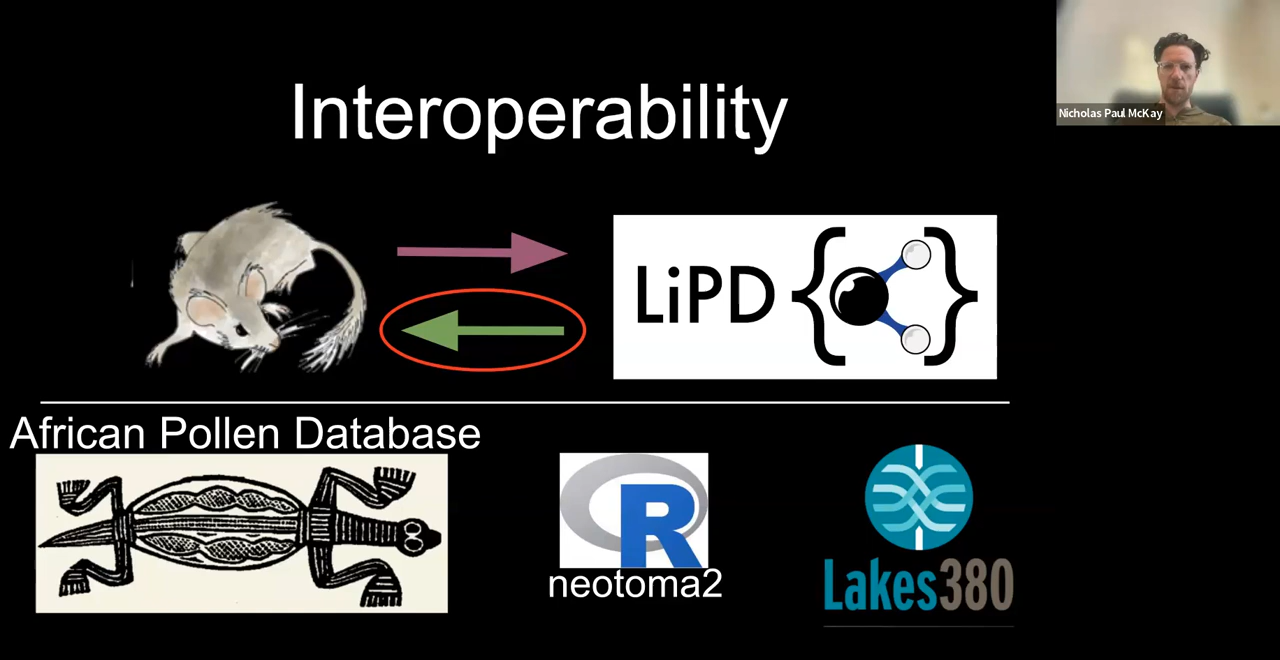 Interoperability
Nicholas Paul McKay
LiPD
African Pollen Database
R
neotoma2
Lakes380